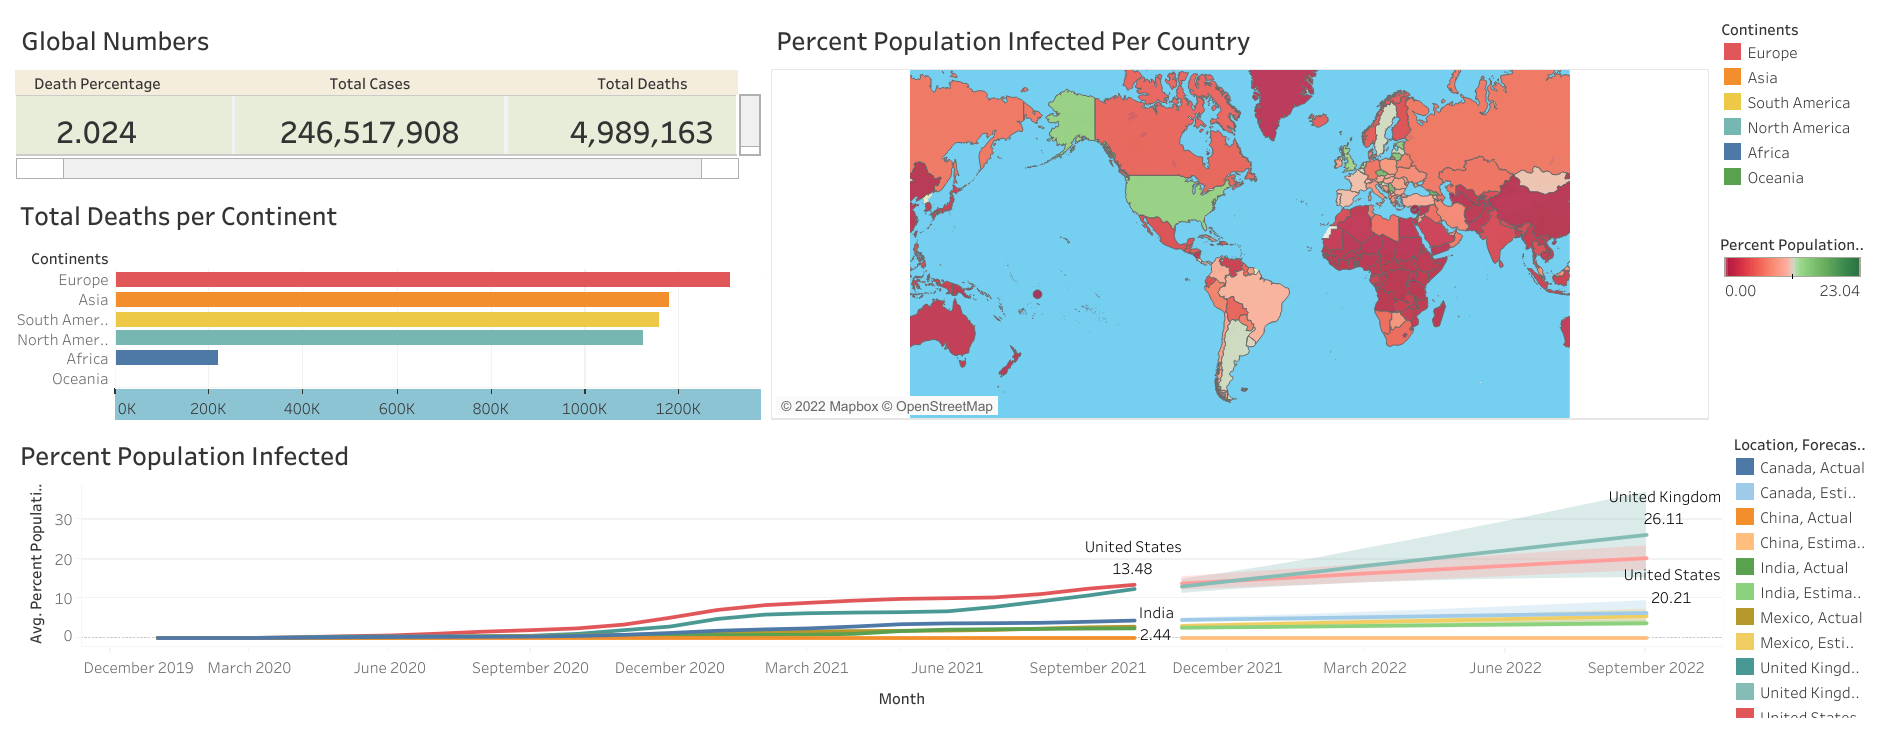 Global Numbers
Death Percentage
Total Cases
Total Deaths
2.024
246,517,908
4,989,163
Total Deaths per Continent
Continents
Europe
Asia
South Amer..
North Amer..
Africa
Oceania
0K
200K
400K
600K
800K
1000K
1200K
Percent Population Infected Per Country
© 2022 Mapbox © OpenStreetMap
Continents
Europe
Asia
South America
North America
Africa
Oceania
Percent Population..
0.00
23.04
Percent Population Infected
Avg. Percent Populati..
30
20
10
0
United States
13.48
India
2.44
United Kingdom
26.11
United States
20.21
December 2019
March 2020
June 2020
September 2020
December 2020
March 2021
June 2021
September 2021
December 2021
March 2022
June 2022
September 2022
Month
Location, Forecas..
Canada, Actual
Canada, Esti..
China, Actual
China, Estima..
India, Actual
India, Estima..
Mexico, Actual
Mexico, Esti..
United Kingd..
United Kingd..
United States